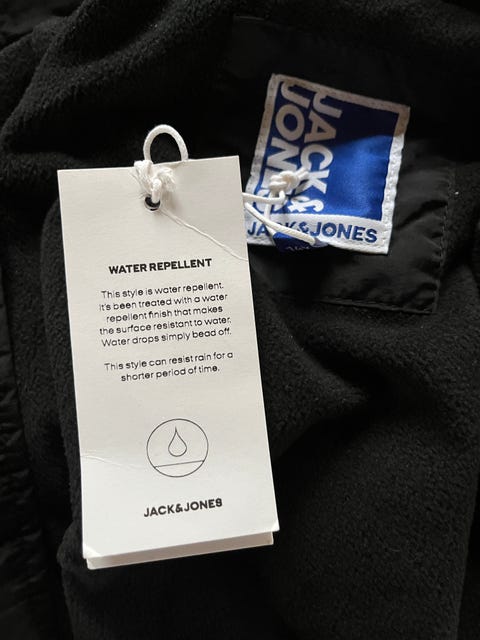 WATER REPELLENT
This style is water repellent.
It's been treated with a water
repellent finish that makes
the surface resistant to water.
Water drops simply bead off.
This style can resist rain for a
shorter period of time.
JACK&JONES
JACK &
JONES
JACK&JONES